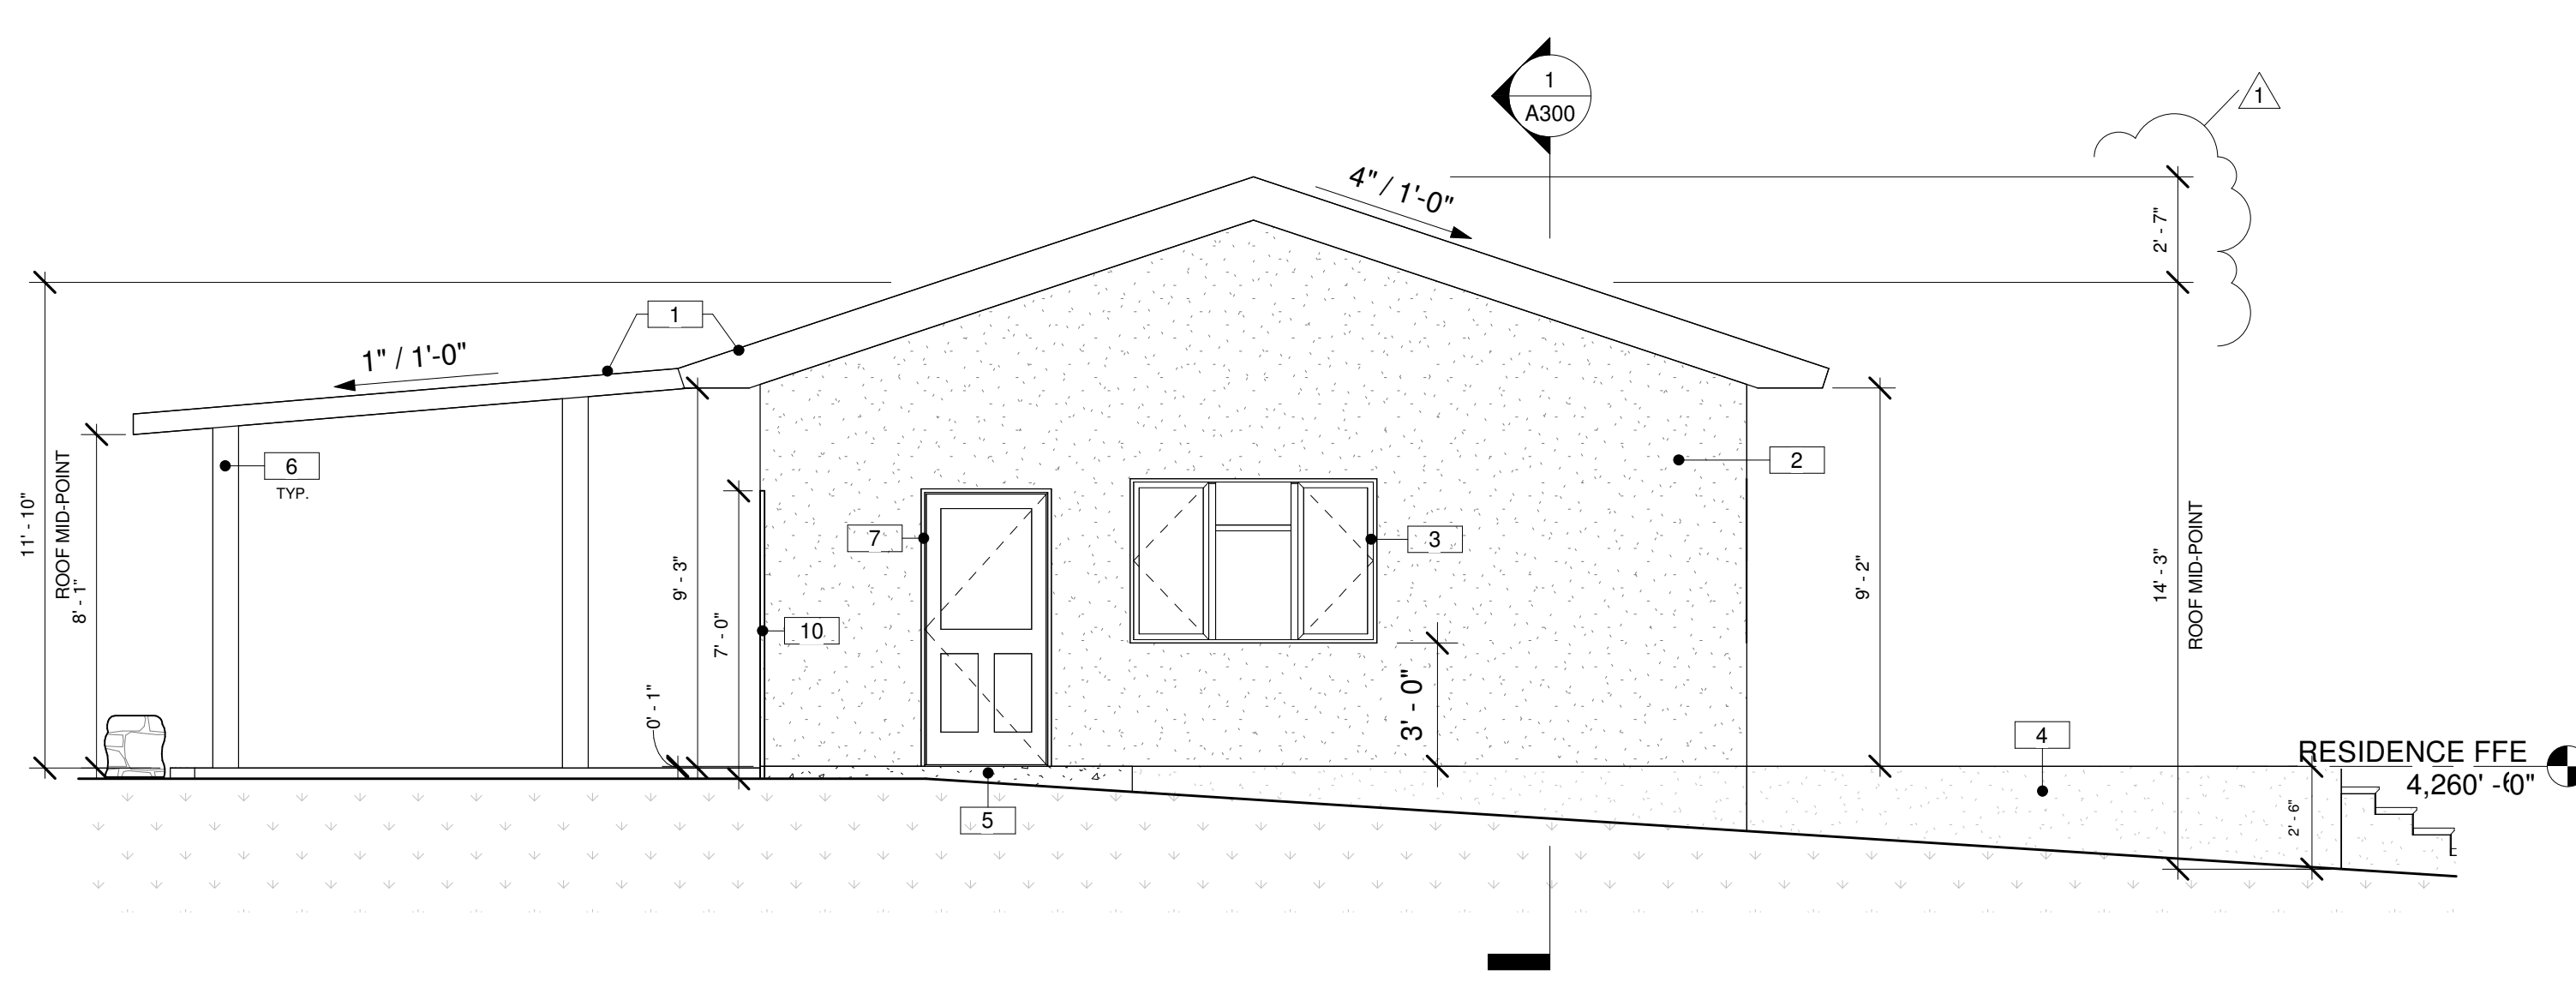 1
A300
1
4" / 1'-0"
2' - 7"
1
1" / 1'-0"
11' - 10"
ROOF MID-POINT
8' - 1"
6
TYP.
2
7
3
9' - 3"
7' - 0"
10
9' - 2"
14' - 3"
ROOF MID-POINT
0' - 1"
3' - 0"
4
RESIDENCE FFE
4,260' - 0"
5
2' - 6"